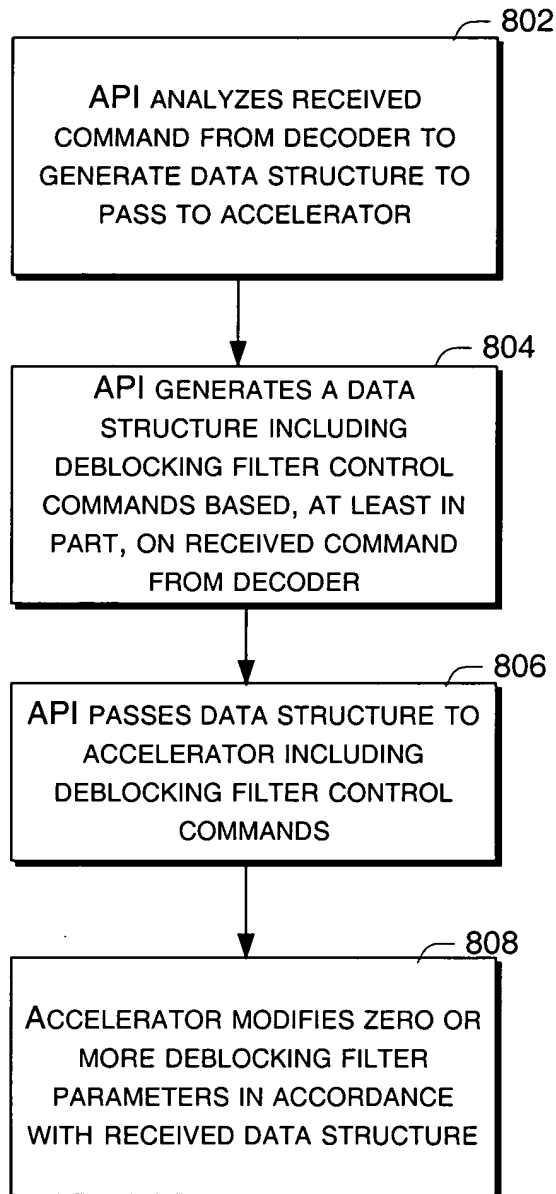 802
API ANALYZES RECEIVED
COMMAND FROM DECODER TO
GENERATE DATA STRUCTURE TO
PASS TO ACCELERATOR
804
API GENERATES A DATA
STRUCTURE INCLUDING
DEBLOCKING FILTER CONTROL
COMMANDS BASED, AT LEAST IN
PART, ON RECEIVED COMMAND
FROM DECODER
806
API PASSES DATA STRUCTURE TO
ACCELERATOR INCLUDING
DEBLOCKING FILTER CONTROL
COMMANDS
808
ACCELERATOR MODIFIES ZERO OR
MORE DEBLOCKING FILTER
PARAMETERS IN ACCORDANCE
WITH RECEIVED DATA STRUCTURE